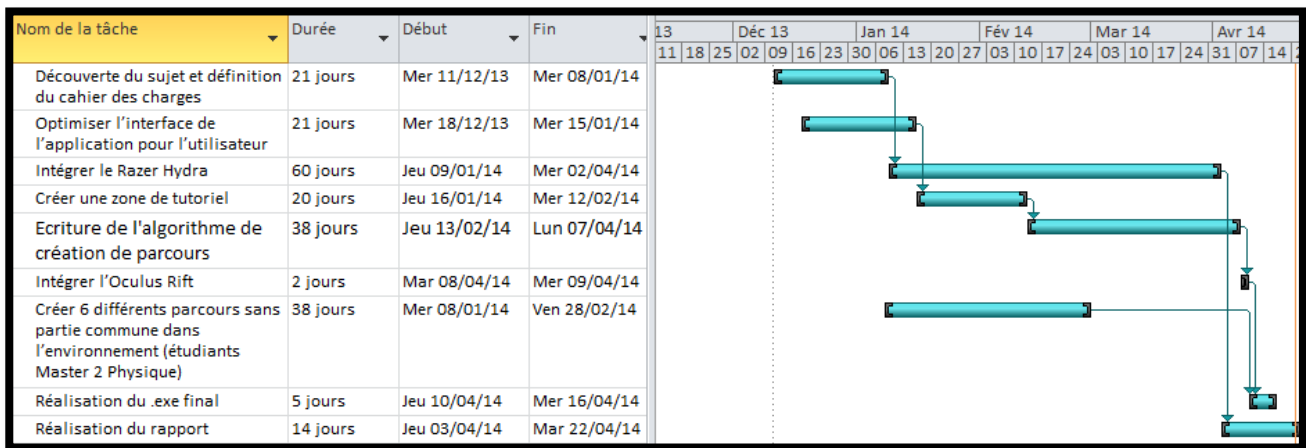 Nom de la tâche Durée Début Fin 13 Déc 13 Jan 14 Fév 14 Mar 14 Avr 14
11 18 25 02 09 16 23 30 06 13 20 27 03 10 17 24 03 10 17 24 31 07 14
Découverte du sujet et définition 21 jours Mer 11/12/13 Mer 08/01/14
du cahier des charges
Optimiser l’interface de 21 jours Mer 18/12/13 Mer 15/01/14
l’application pour l’utilisateur
Intégrer le Razer Hydra 60 jours Jeu 09/01/14 Mer 02/04/14
Créer une zone de tutoriel 20 jours Jeu 16/01/14 Mer 12/02/14
Ecriture de l'algorithme de 38 jours Jeu 13/02/14 Lun 07/04/14
création de parcours
Intégrer l’Oculus Rift 2 jours Mar 08/04/14 Mer 09/04/14
Créer 6 différents parcours sans 38 jours Mer 08/01/14 Ven 28/02/14
partie commune dans
l’environnement (étudiants
Master 2 Physique)
Réalisation du .exe final 5 jours Jeu 10/04/14 Mer 16/04/14
Réalisation du rapport 14 jours Jeu 03/04/14 Mar 22/04/14